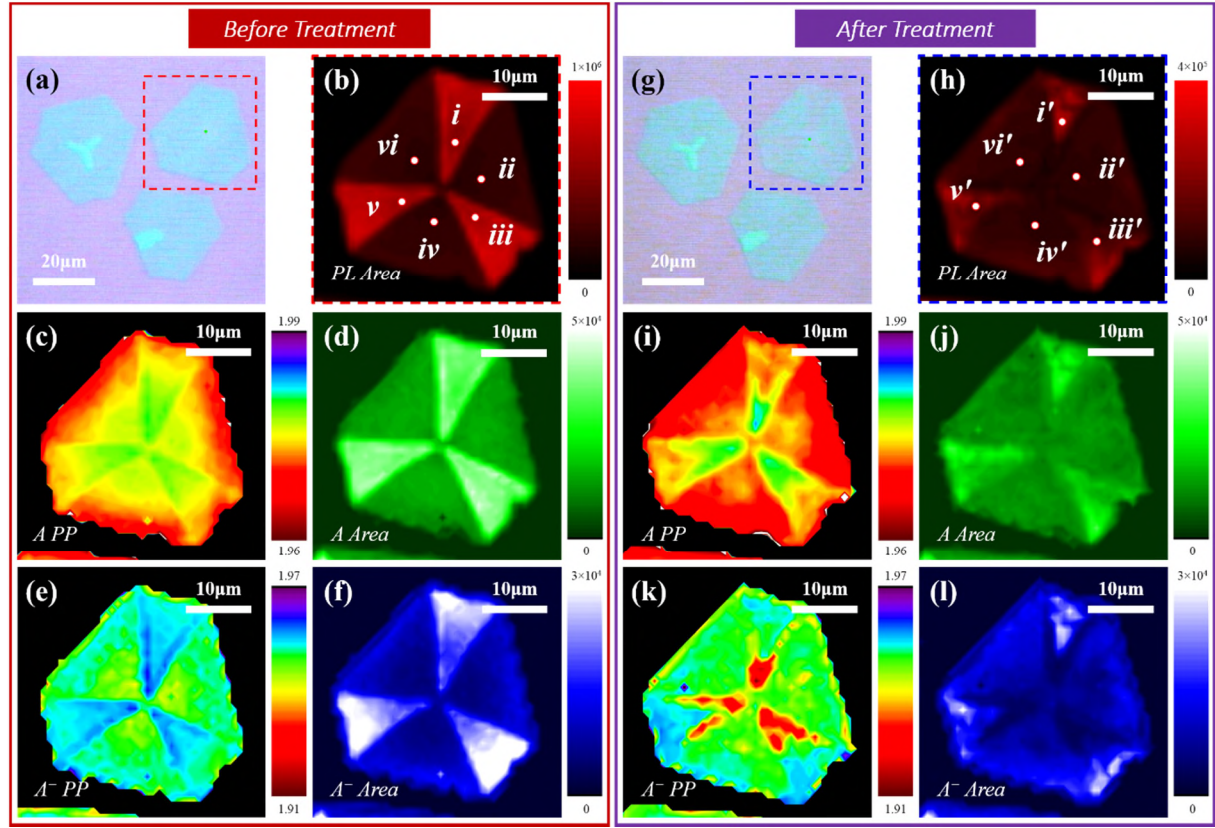 Before Treatment
After Treatment
(a)
20μm
(b)
10μm
i
ii
iii
iv
v
vi
PL Area
1×10⁶
0
(g)
20μm
(h)
10μm
i'
ii'
iii'
iv'
v'
vi'
PL Area
4×10⁵
0
(c)
10μm
A PP
1.99
1.96
(d)
10μm
A Area
5×10⁴
0
(i)
10μm
A PP
1.99
1.96
(j)
10μm
A Area
5×10⁴
0
(e)
10μm
A⁻ PP
1.97
1.91
(f)
10μm
A⁻ Area
3×10⁴
0
(k)
10μm
A⁻ PP
1.97
1.91
(l)
10μm
A⁻ Area
3×10⁴
0